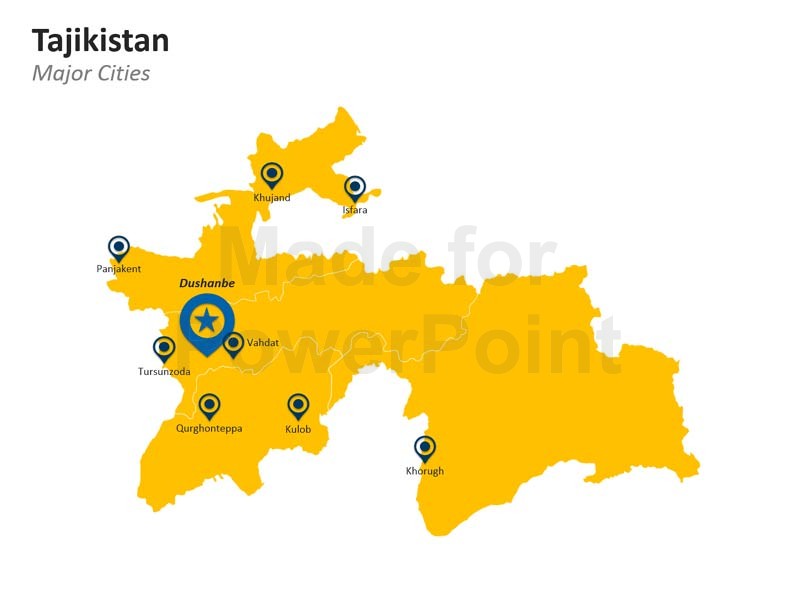 Tajikistan
Major Cities
Khujand
Isfara
Made for
PowerPoint
Panjakent
Dushanbe
Vahdat
Tursunzoda
Qurghonteppa
Kulob
Khorugh